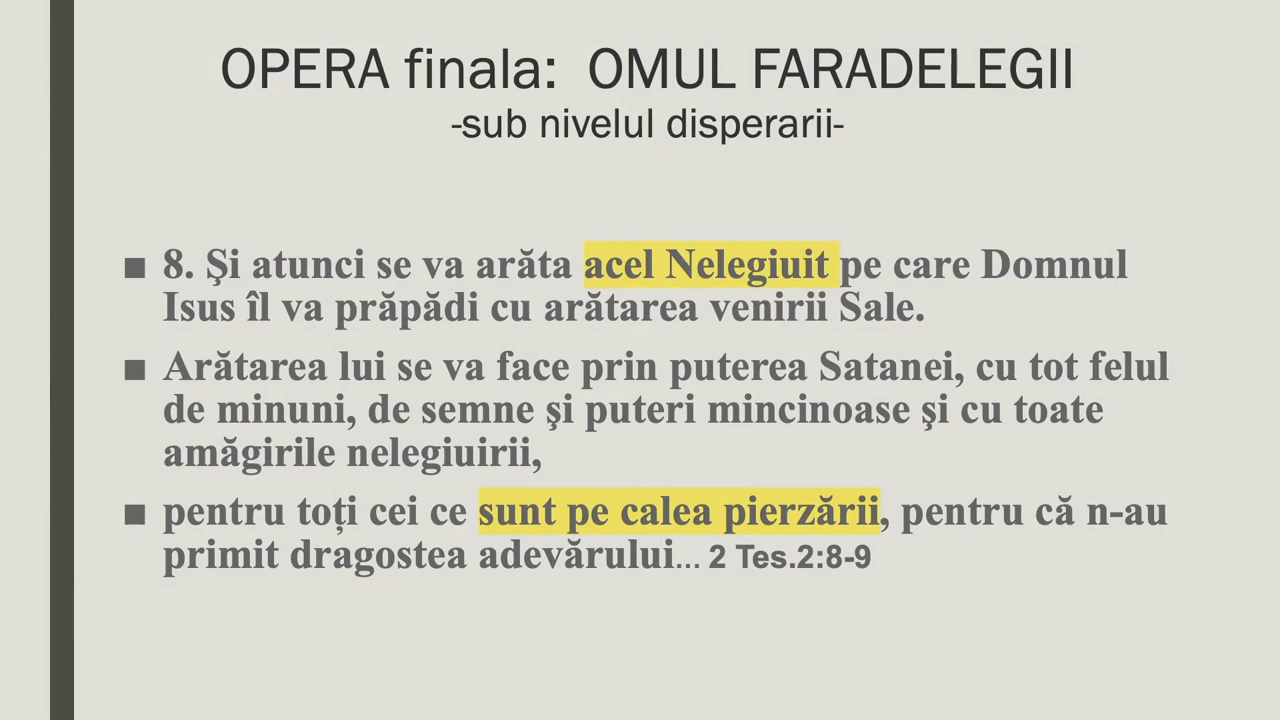 OPERA finala: OMUL FARADELEGII
-sub nivelul disperarii-
■ 8. Şi atunci se va arăta acel Nelegiuit pe care Domnul
Isus îl va prăpădi cu arătarea venirii Sale.
■ Arătarea lui se va face prin puterea Satanei, cu tot felul
de minuni, de semne şi puteri mincinoase şi cu toate
amăgirile nelegiuirii,
■ pentru toți cei ce sunt pe calea pierzării, pentru că n-au
primit dragostea adevărului... 2 Tes.2:8-9